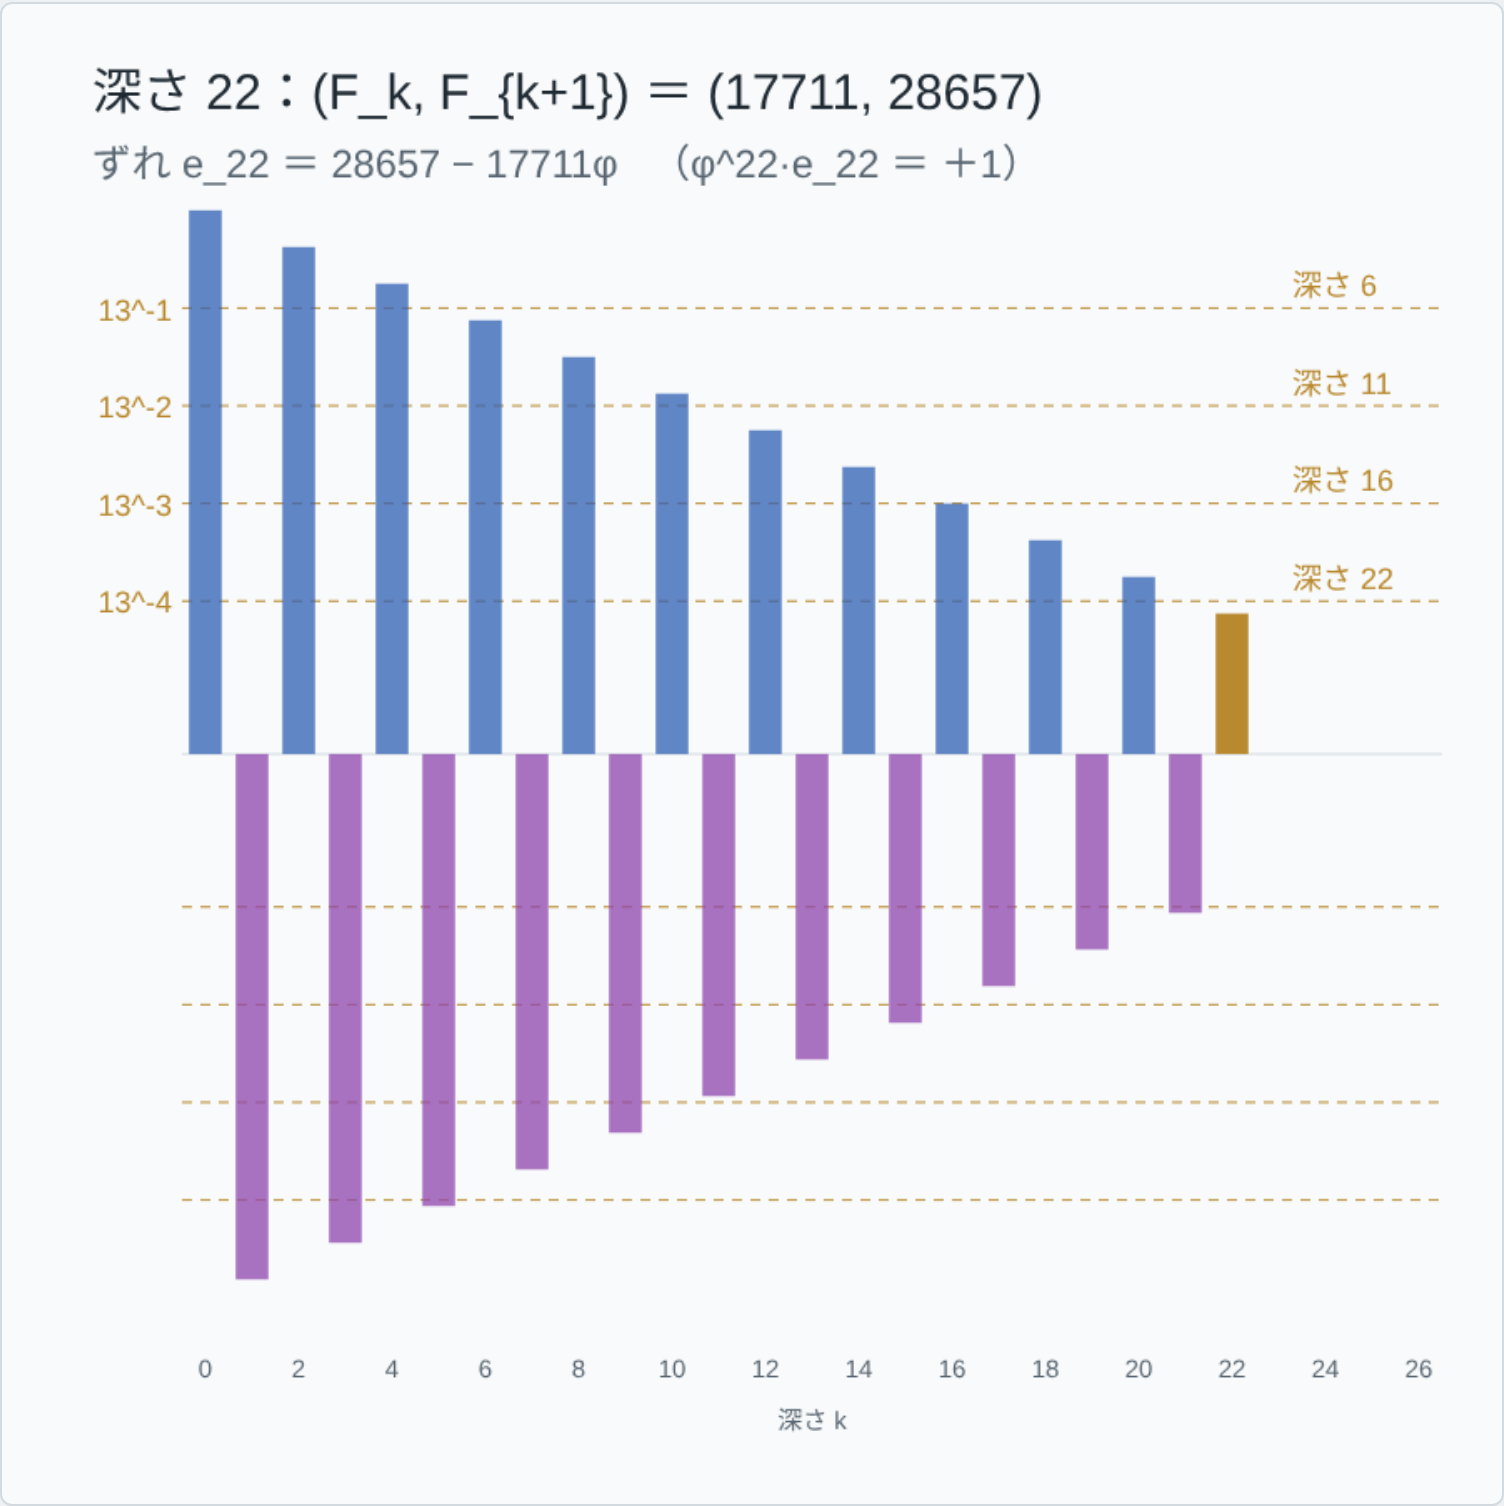 深さ 22：(F_k, F_{k+1}) ＝ (17711, 28657)
ずれ e_22 ＝ 28657 − 17711φ　（φ^22·e_22 ＝ ＋1）
深さ 6
13^-1
深さ 11
13^-2
深さ 16
13^-3
深さ 22
13^-4
0 2 4 6 8 10 12 14 16 18 20 22 24 26
深さ k